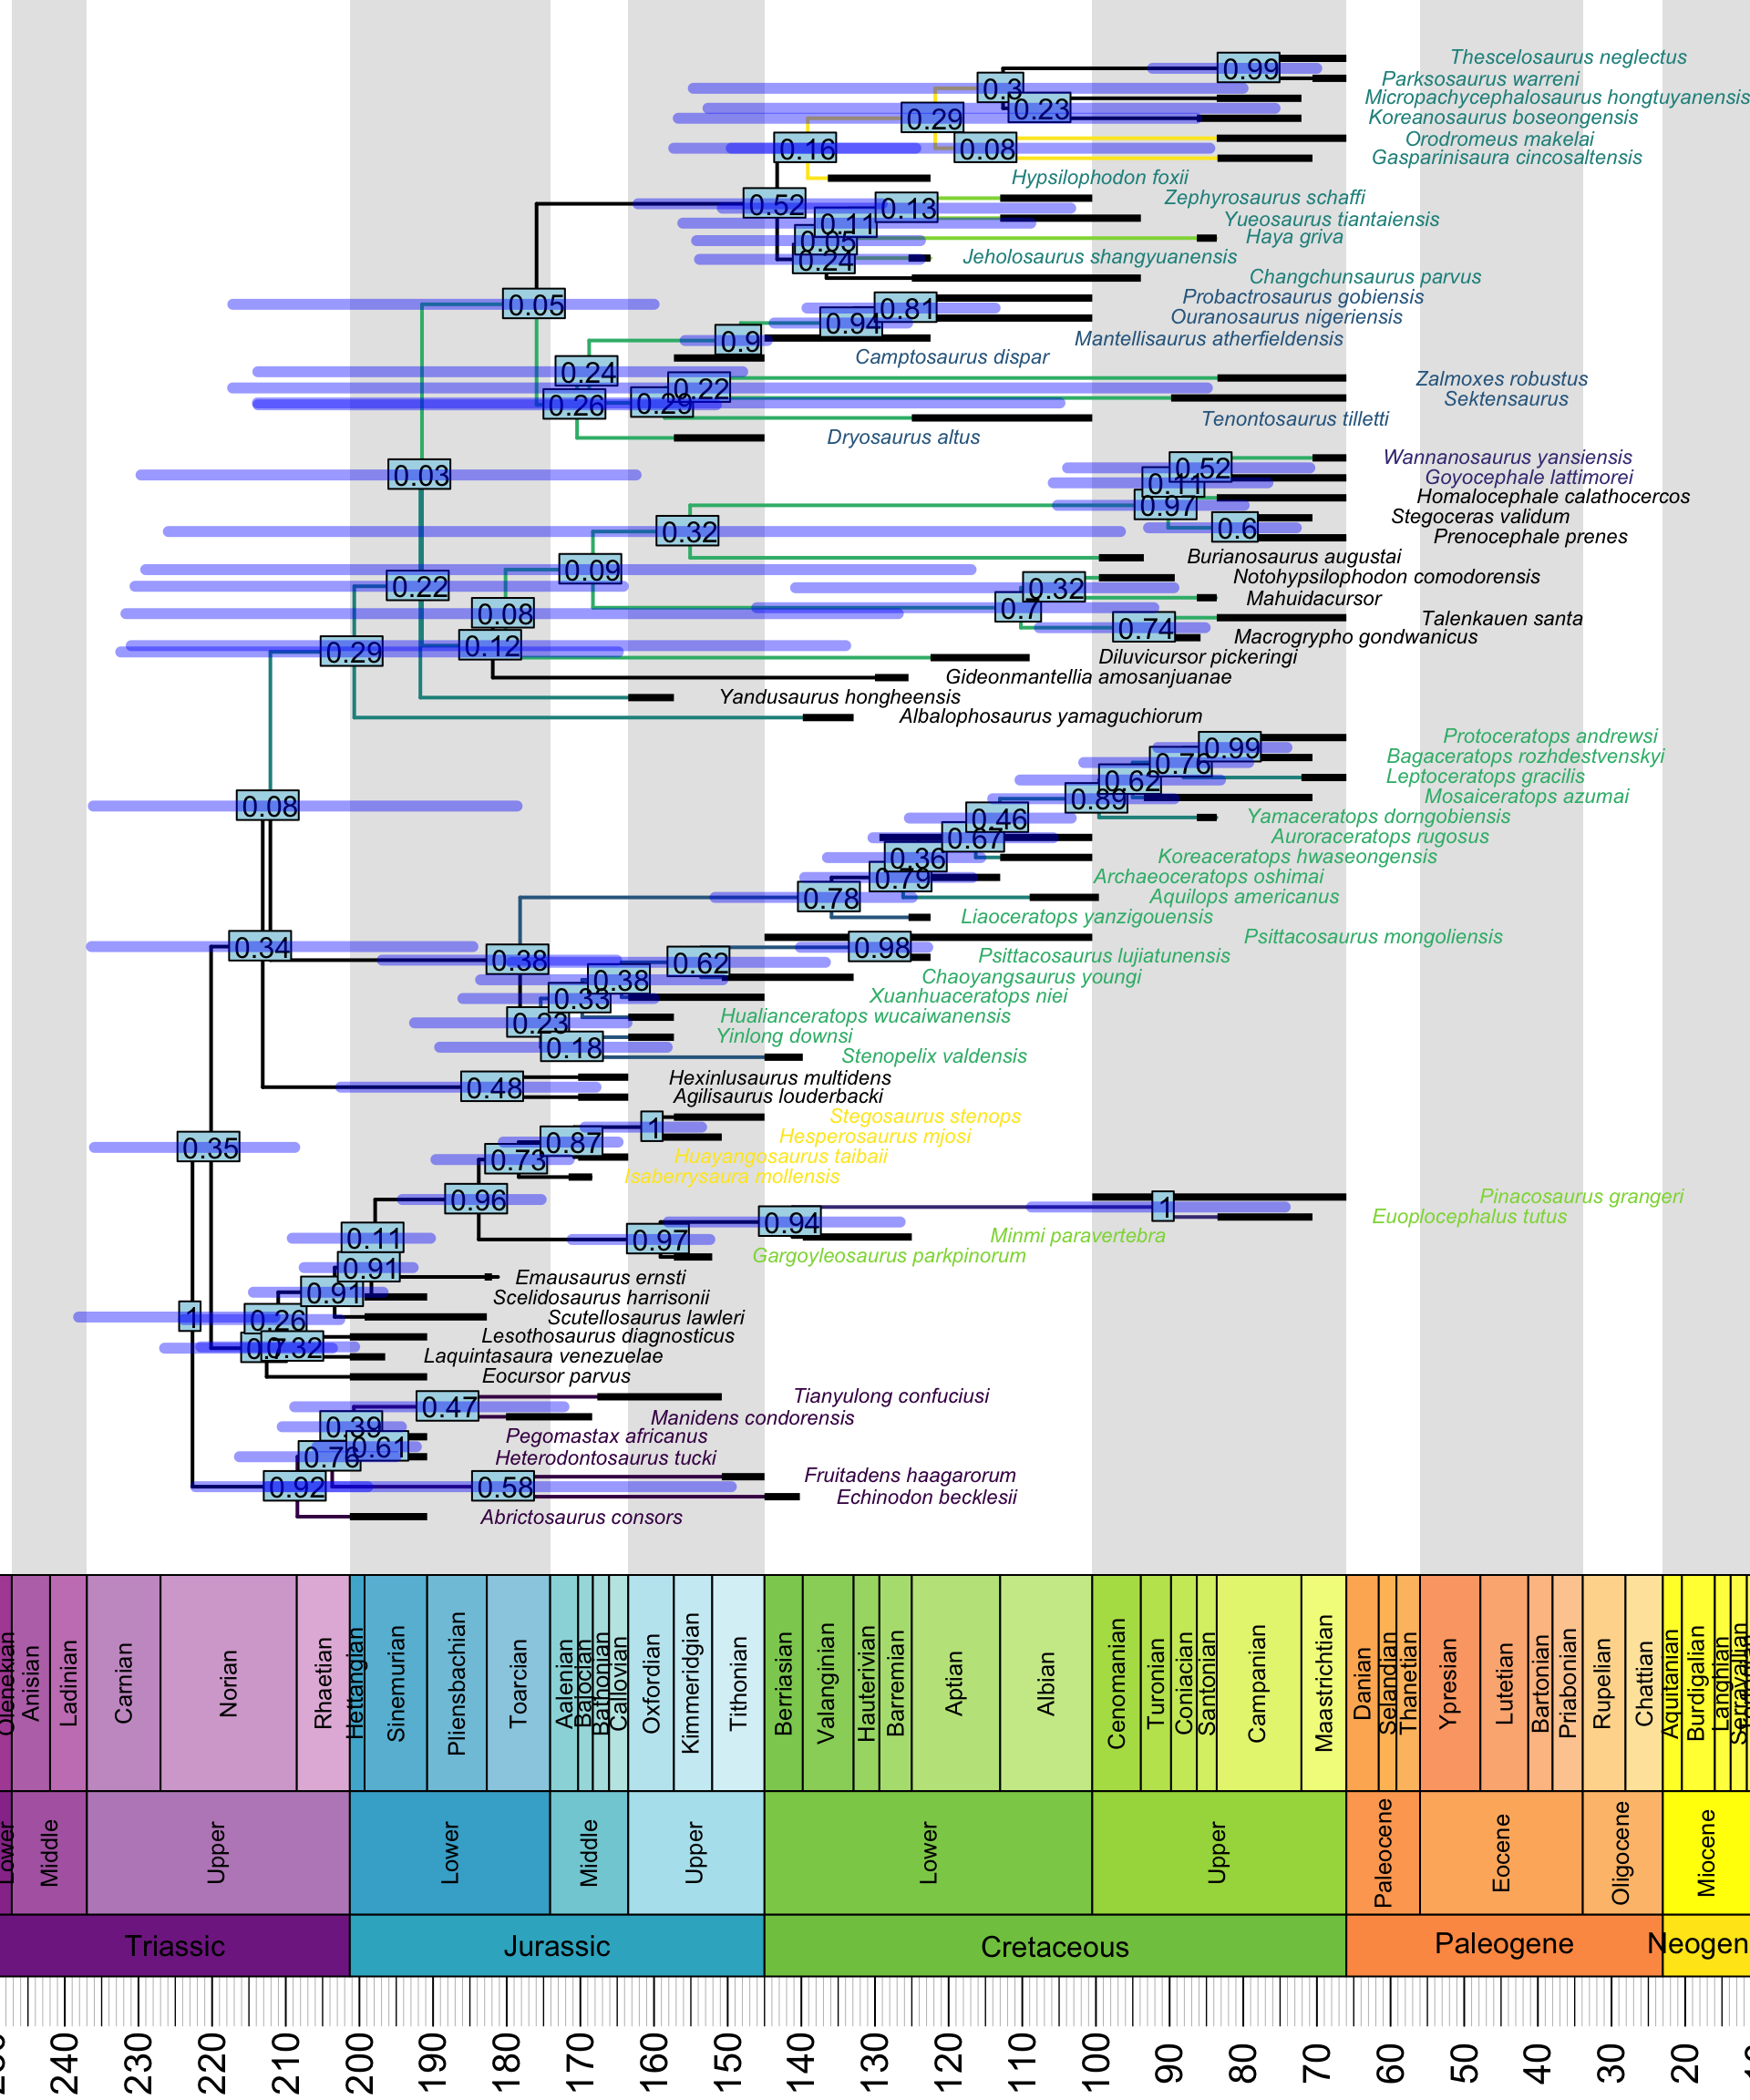 Thescelosaurus neglectus
0.99
Parksosaurus warreni
0.3
Micropachycephalosaurus hongtuyanensis
0.23
Koreanosaurus boseongensis
0.29
Orodromeus makelai
0.16
0.08
Gasparinisaura cincosaltensis
Hypsilophodon foxii
Zephyrosaurus schaffi
0.52
0.13
Yueosaurus tiantaiensis
0.11
Haya griva
0.05
Jeholosaurus shangyuanensis
0.24
Changchunsaurus parvus
Probactrosaurus gobiensis
0.05
0.81
Ouranosaurus nigeriensis
0.94
Mantellisaurus atherfieldensis
0.9
Camptosaurus dispar
0.24
Zalmoxes robustus
0.22
Sektensaurus
0.26
0.29
Tenontosaurus tilletti
Dryosaurus altus
Wannanosaurus yansiensis
0.52
0.03
Goyocephale lattimorei
0.11
Homalocephale calathocercos
0.97
Stegoceras validum
0.6
0.32
Prenocephale prenes
Burianosaurus augustai
0.09
Notohypsilophodon comodorensis
0.22
0.32
Mahuidacursor
0.08
0.7
Talenkauen santa
0.74
Macrogrypho gondwanicus
0.12
0.29
Diluvicursor pickeringi
Gideonmantellia amosanjuanae
Yandusaurus hongheensis
Albalophosaurus yamaguchiorum
Protoceratops andrewsi
0.99
Bagaceratops rozhdestvenskyi
0.76
Leptoceratops gracilis
0.62
Mosaiceratops azumai
0.89
0.08
Yamaceratops dorngobiensis
0.46
Auroraceratops rugosus
0.67
Koreaceratops hwaseongensis
0.36
Archaeoceratops oshimai
0.79
Aquilops americanus
0.78
Liaoceratops yanzigouensis
Psittacosaurus mongoliensis
0.34
0.98
Psittacosaurus lujiatunensis
0.38
0.62
Chaoyangsaurus youngi
0.38
Xuanhuaceratops niei
0.33
Hualianceratops wucaiwanensis
0.23
Yinlong downsi
0.18
Stenopelix valdensis
Hexinlusaurus multidens
0.48
Agilisaurus louderbacki
Stegosaurus stenops
1
Hesperosaurus mjosi
0.87
0.35
Huayangosaurus taibaii
0.73
Isaberrysaura mollensis
Pinacosaurus grangeri
0.96
1
Euoplocephalus tutus
0.94
Minmi paravertebra
0.11
0.97
Gargoyleosaurus parkpinorum
0.91
Emausaurus ernsti
0.91
Scelidosaurus harrisonii
1
0.26
Scutellosaurus lawleri
Lesothosaurus diagnosticus
0.32
Laquintasaura venezuelae
Eocursor parvus
Tianyulong confuciusi
0.47
Manidens condorensis
0.39
Pegomastax africanus
0.61
0.76
Heterodontosaurus tucki
Fruitadens haagarorum
0.92
0.58
Echinodon becklesii
Abrictosaurus consors
Olenekian
Anisian
Ladinian
Carnian
Norian
Rhaetian
Hettangian
Sinemurian
Pliensbachian
Toarcian
Aalenian
Bajocian
Bathonian
Callovian
Oxfordian
Kimmeridgian
Tithonian
Berriasian
Valanginian
Hauterivian
Barremian
Aptian
Albian
Cenomanian
Turonian
Coniacian
Santonian
Campanian
Maastrichtian
Danian
Selandian
Thanetian
Ypresian
Lutetian
Bartonian
Priabonian
Rupelian
Chattian
Aquitanian
Burdigalian
Langhian
Serravallian
Lower
Middle
Upper
Lower
Middle
Upper
Lower
Upper
Paleocene
Eocene
Oligocene
Miocene
Triassic
Jurassic
Cretaceous
Paleogene
Neogen
240
230
220
210
200
190
180
170
160
150
140
130
120
110
100
90
80
70
60
50
40
30
20